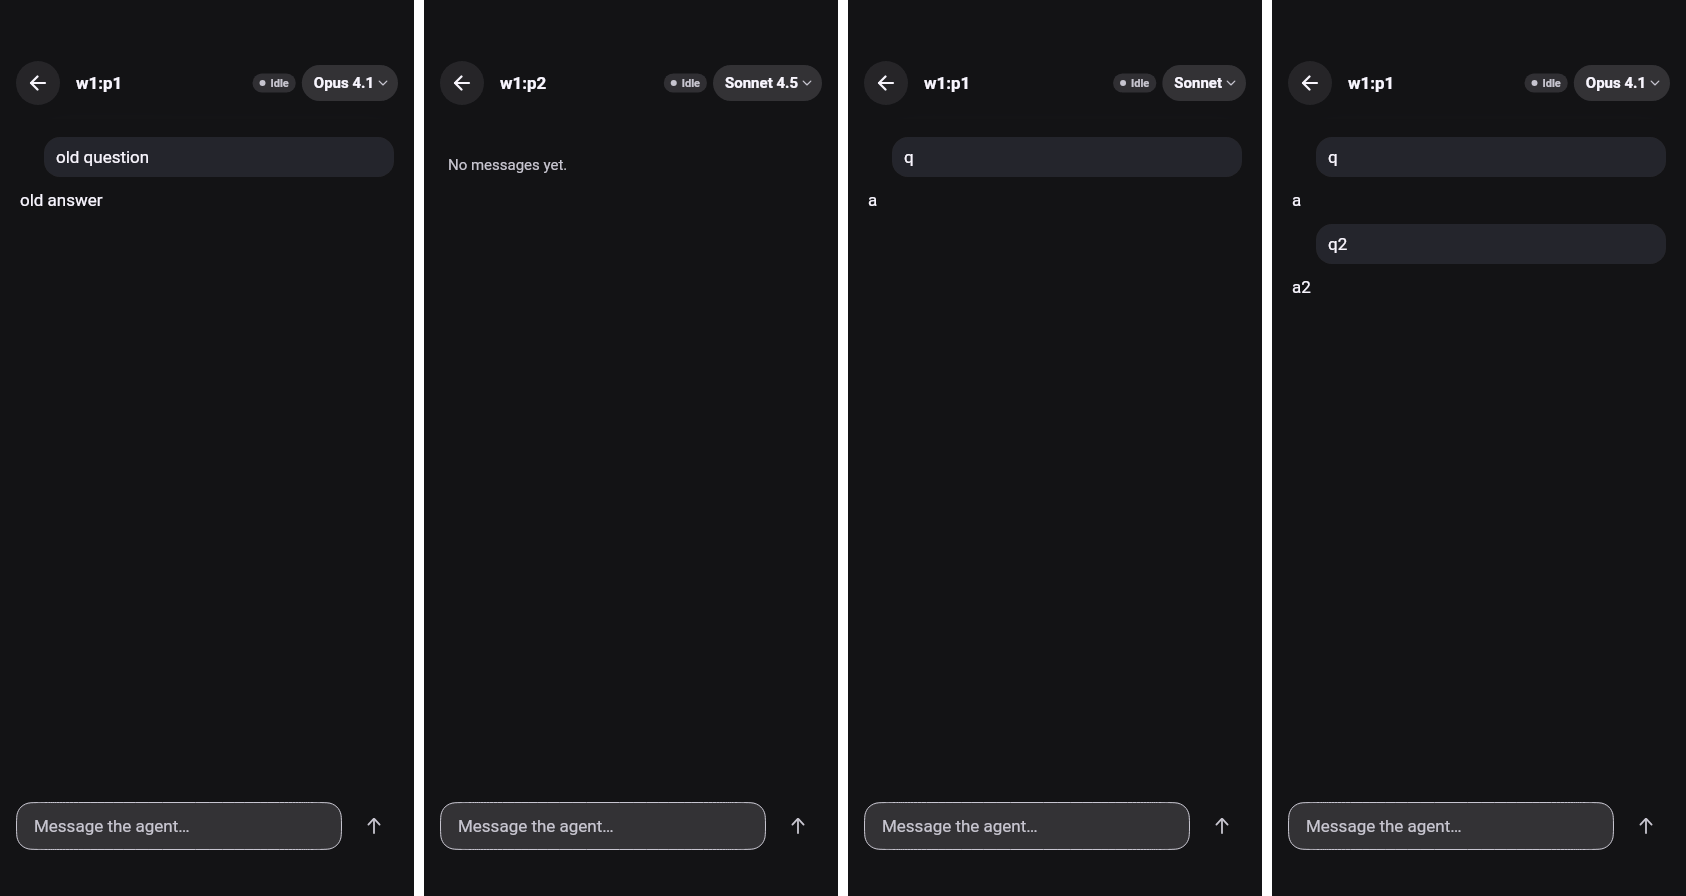 w1:p1
Idle
Opus 4.1
old question
old answer
Message the agent…
w1:p2
Idle
Sonnet 4.5
No messages yet.
Message the agent…
w1:p1
Idle
Sonnet
q
a
Message the agent…
w1:p1
Idle
Opus 4.1
q
a
q2
a2
Message the agent…